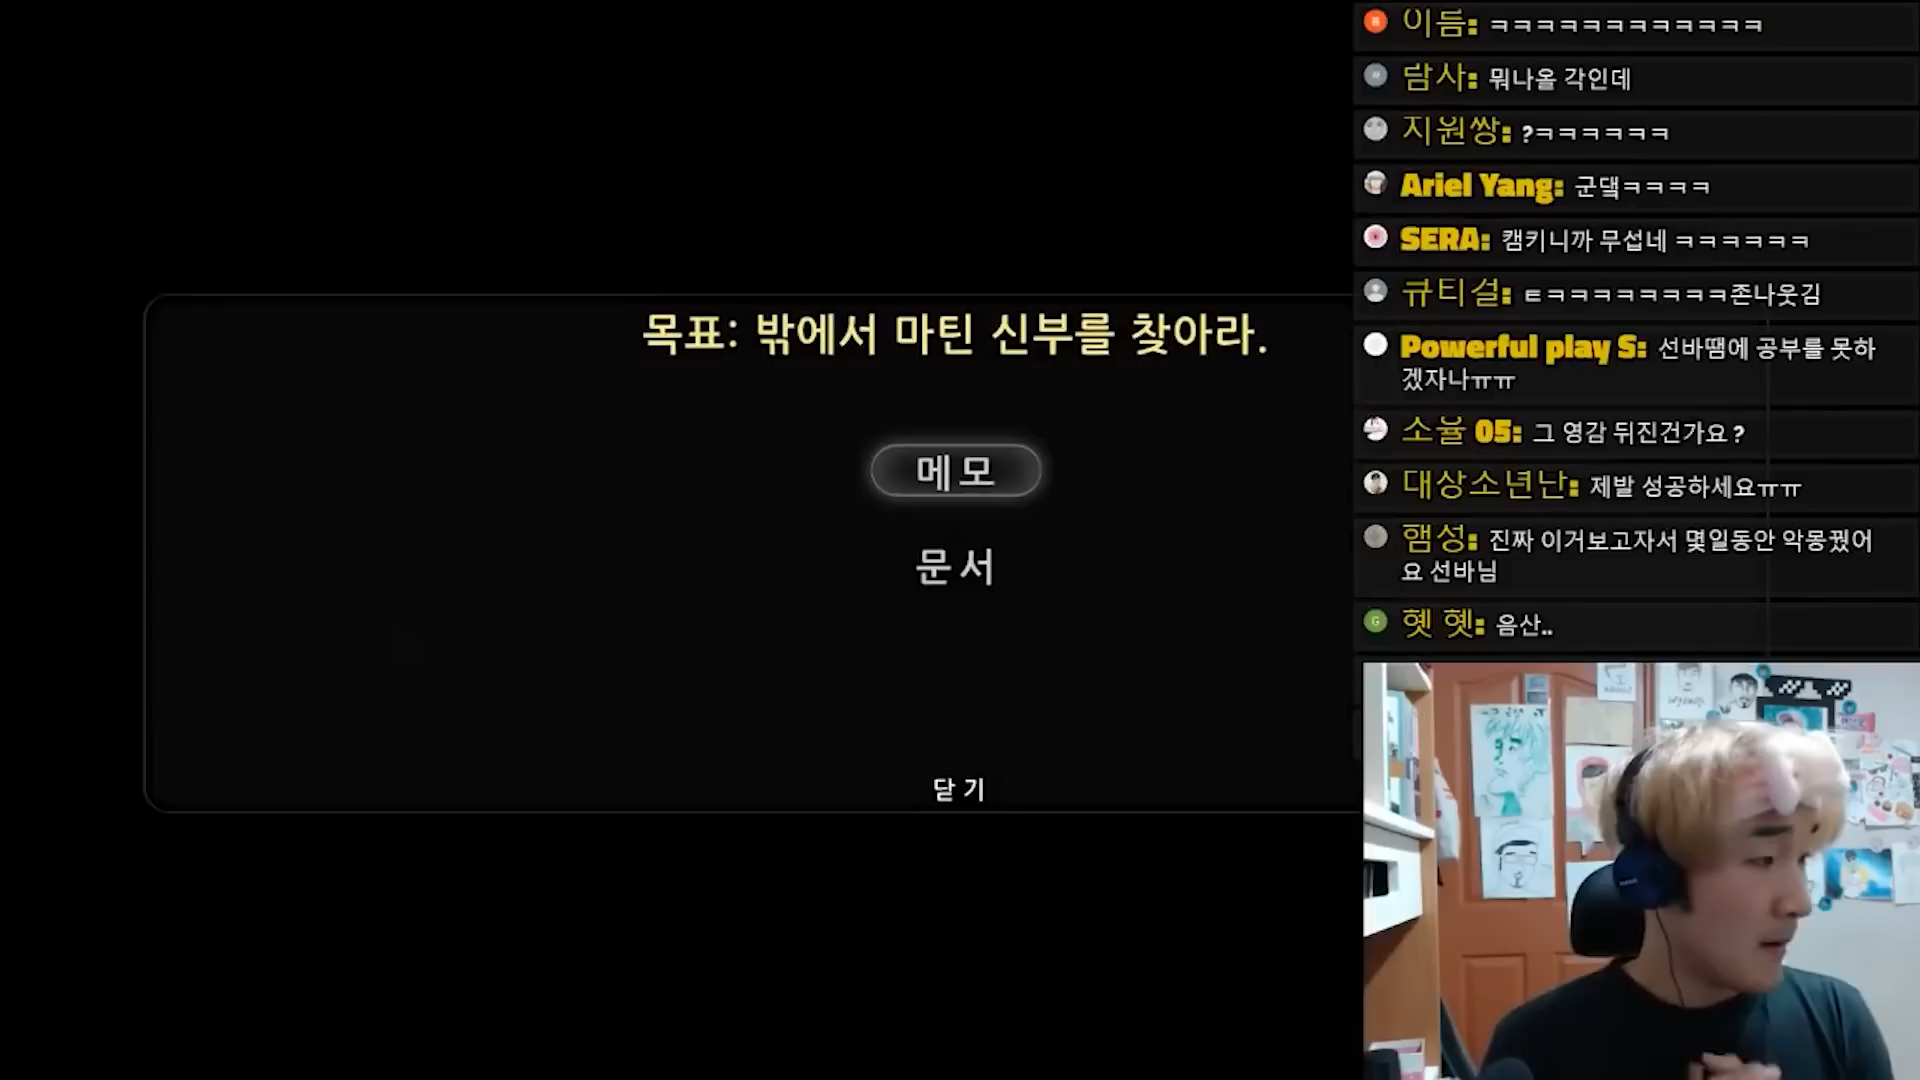 목표: 밖에서 마틴 신부를 찾아라.
메모
문서
닫기
이듬: ㅋㅋㅋㅋㅋㅋㅋㅋㅋㅋㅋㅋ
담사: 뭐나올 각인데
지원쌍: ?ㅋㅋㅋㅋㅋㅋ
Ariel Yang: 군댘ㅋㅋㅋㅋ
SERA: 캠키니까 무섭네 ㅋㅋㅋㅋㅋㅋ
큐티설: ㅌㅋㅋㅋㅋㅋㅋㅋㅋ존나웃김
Powerful play S: 선바땜에 공부를 못하
겠자나ㅠㅠ
소율 05: 그 영감 뒤진건가요 ?
대상소년난: 제발 성공하세요ㅠㅠ
햄성: 진짜 이거보고자서 몇일동안 악몽꿨어
요 선바님
혯 혯: 음산..